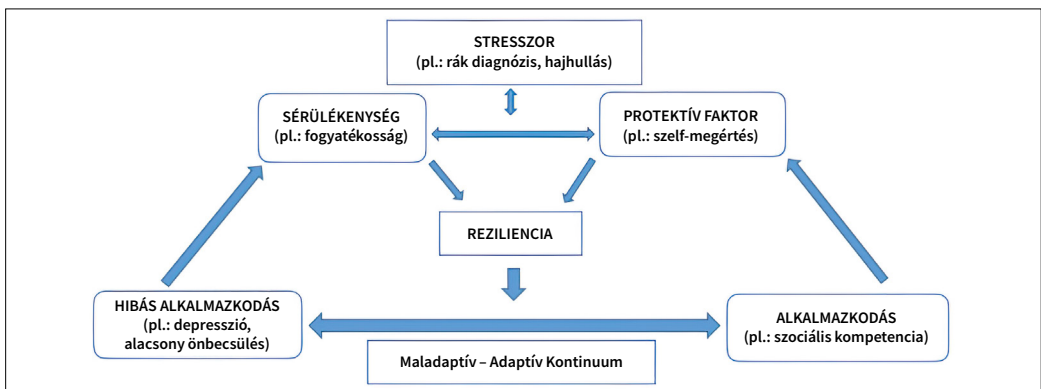 STRESSZOR
(pl.: rák diagnózis, hajhullás)
SÉRÜLÉKENYSÉG
(pl.: fogyatékosság)
PROTEKTÍV FAKTOR
(pl.: szelf-megértés)
REZILIENCIA
HIBÁS ALKALMAZKODÁS
(pl.: depresszió,
alacsony önbecsülés)
ALKALMAZKODÁS
(pl.: szociális kompetencia)
Maladaptív – Adaptív Kontinuum